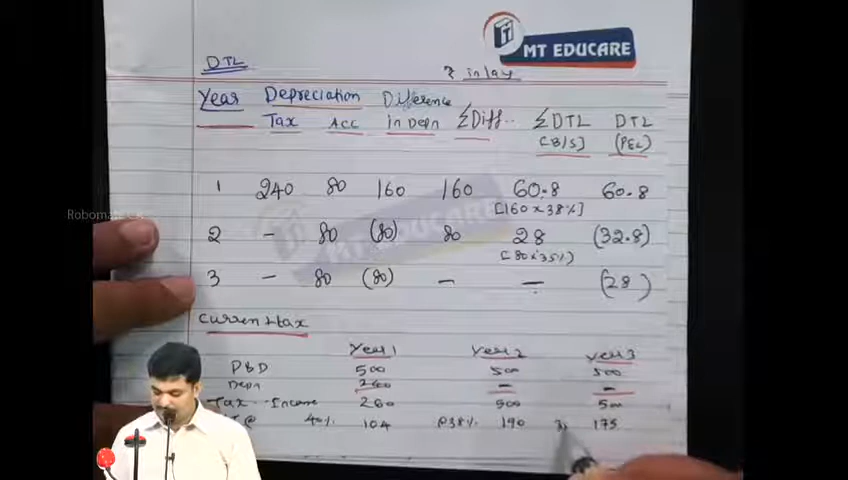 MT EDUCARE
DTL
₹ in lacs
Year Depreciation Difference
Tax ACC in Depn ΣDiff.. ΣDTL DTL
[B/S] (P&L)
1 240 80 160 160 60.8 60.8
[160 x 38%]
2 - 80 (80) 80 28 (32.8)
[80 x 35%]
3 - 80 (80) - - (28)
Current tax
Year 1 Year 2 Year 3
PBD 500 500 500
Depn 240 - -
Tax Income 260 500 500
@ 40% 104 @38% 190 175
Robomate
MT EDUCARE